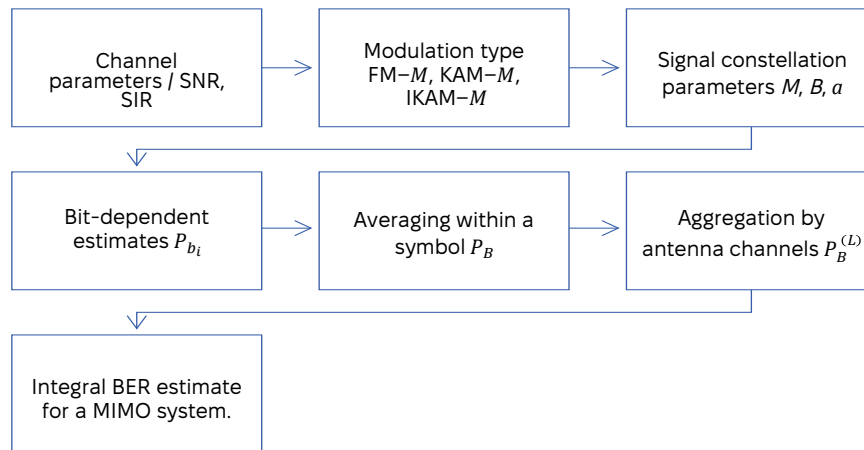 Channel
parameters / SNR,
SIR
Modulation type
FM–M, KAM–M,
IKAM–M
Signal constellation
parameters M, B, a
Bit-dependent
estimates P_{b_i}
Averaging within a
symbol P_B
Aggregation by
antenna channels P_B^{(L)}
Integral BER estimate
for a MIMO system.